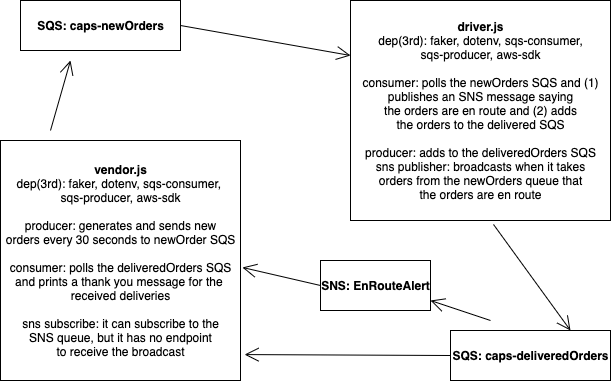 SQS: caps-newOrders
driver.js
dep(3rd): faker, dotenv, sqs-consumer,
sqs-producer, aws-sdk
consumer: polls the newOrders SQS and (1)
publishes an SNS message saying
the orders are en route and (2) adds
the orders to the delivered SQS
producer: adds to the deliveredOrders SQS
sns publisher: broadcasts when it takes
orders from the newOrders queue that
the orders are en route
vendor.js
dep(3rd): faker, dotenv, sqs-consumer,
sqs-producer, aws-sdk
producer: generates and sends new
orders every 30 seconds to newOrder SQS
consumer: polls the deliveredOrders SQS
and prints a thank you message for the
received deliveries
sns subscribe: it can subscribe to the
SNS queue, but it has no endpoint
to receive the broadcast
SNS: EnRouteAlert
SQS: caps-deliveredOrders